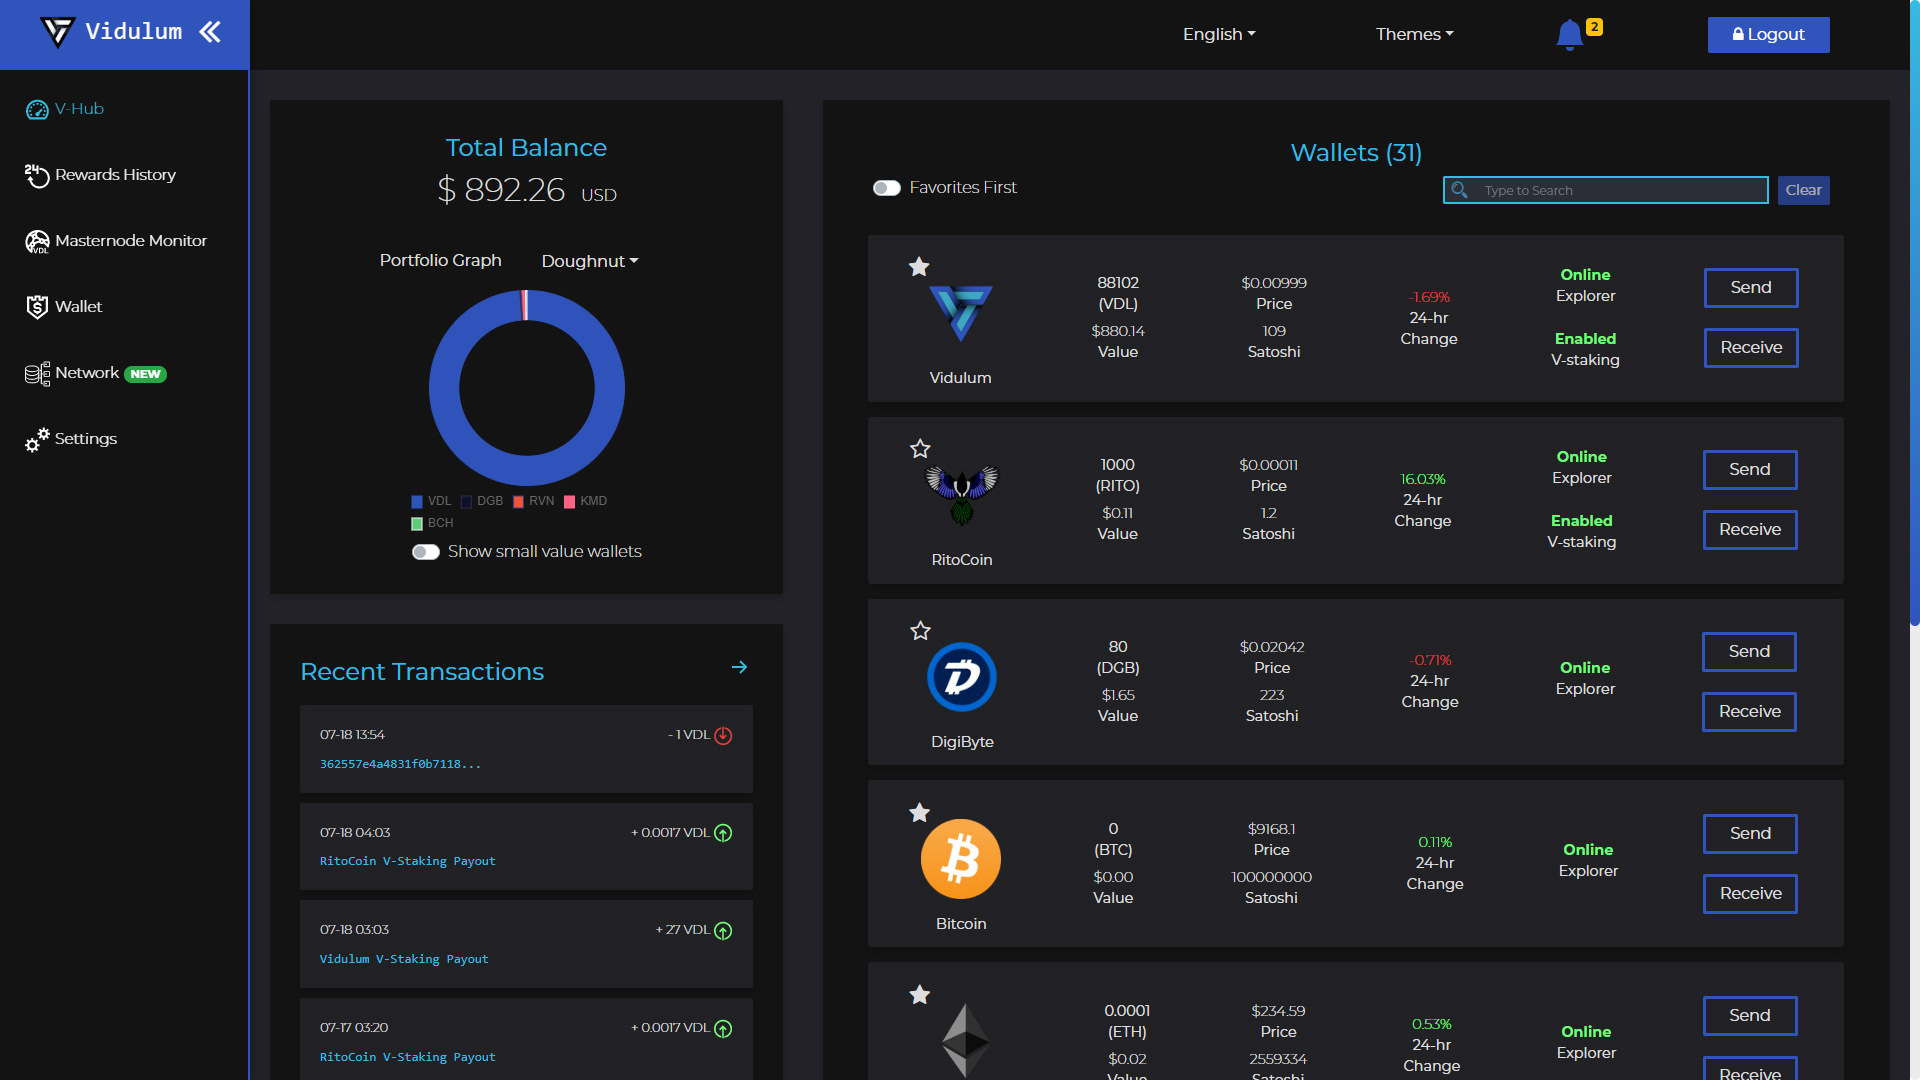 Vidulum
English
Themes
2
Logout
V-Hub
24
Rewards History
VDL
Masternode Monitor
Wallet
Network NEW
Settings
Total Balance
$ 892.26 USD
Portfolio Graph
Doughnut
VDL DGB RVN KMD
BCH
Show small value wallets
Recent Transactions
07-18 13:54
- 1 VDL
362557e4a4831f0b7118...
07-18 04:03
+ 0.0017 VDL
RitoCoin V-Staking Payout
07-18 03:03
+ 27 VDL
Vidulum V-Staking Payout
07-17 03:20
+ 0.0017 VDL
RitoCoin V-Staking Payout
Wallets (31)
Favorites First
Type to Search
Clear
Vidulum
88102
(VDL)
$880.14
Value
$0.00999
Price
109
Satoshi
-1.69%
24-hr
Change
Online
Explorer
Enabled
V-staking
Send
Receive
RitoCoin
1000
(RITO)
$0.11
Value
$0.00011
Price
1.2
Satoshi
16.03%
24-hr
Change
Online
Explorer
Enabled
V-staking
Send
Receive
DigiByte
80
(DGB)
$1.65
Value
$0.02042
Price
223
Satoshi
-0.71%
24-hr
Change
Online
Explorer
Send
Receive
Bitcoin
0
(BTC)
$0.00
Value
$9168.1
Price
100000000
Satoshi
0.11%
24-hr
Change
Online
Explorer
Send
Receive
0.0001
(ETH)
$0.02
Value
$234.59
Price
2559334
Satoshi
0.53%
24-hr
Change
Online
Explorer
Send
Receive